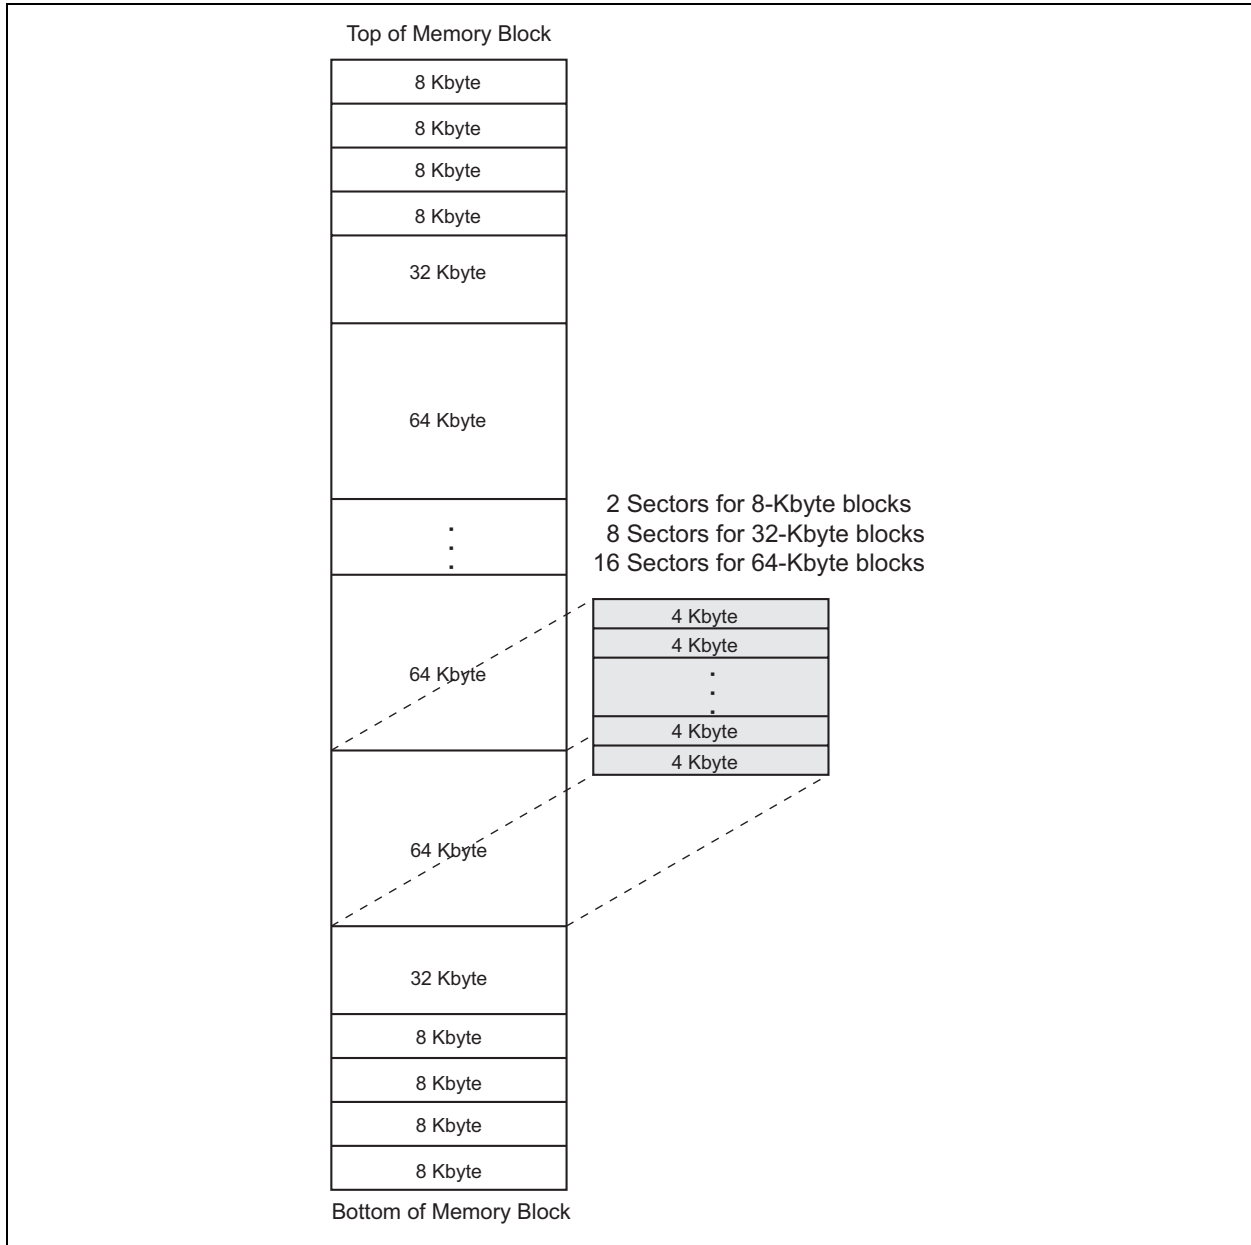 Top of Memory Block
8 Kbyte
8 Kbyte
8 Kbyte
8 Kbyte
32 Kbyte
64 Kbyte
.
.
.
2 Sectors for 8-Kbyte blocks
8 Sectors for 32-Kbyte blocks
16 Sectors for 64-Kbyte blocks
64 Kbyte
4 Kbyte
4 Kbyte
.
.
.
4 Kbyte
4 Kbyte
64 Kbyte
32 Kbyte
8 Kbyte
8 Kbyte
8 Kbyte
8 Kbyte
Bottom of Memory Block